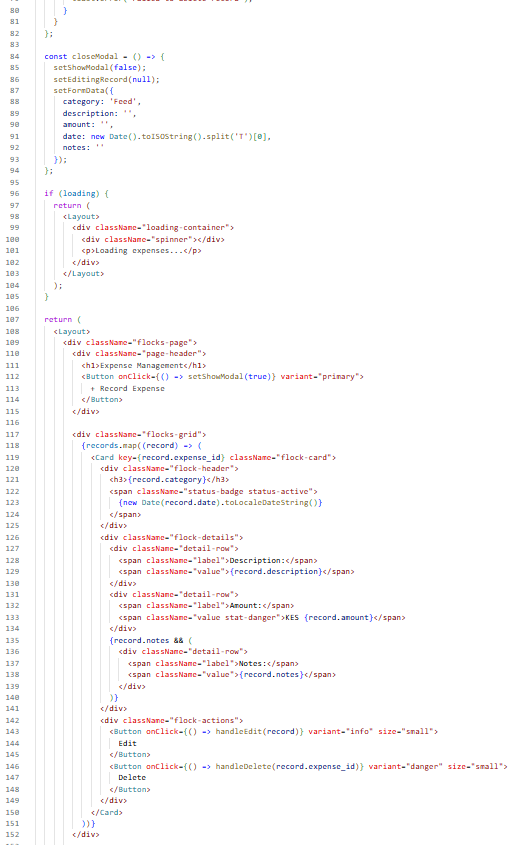 80 }
81 }
82 };
83
84 const closeModal = () => {
85 setShowModal(false);
86 setEditingRecord(null);
87 setFormData({
88 category: 'Feed',
89 description: '',
90 amount: '',
91 date: new Date().toISOString().split('T')[0],
92 notes: ''
93 });
94 };
95
96 if (loading) {
97 return (
98 <Layout>
99 <div className="loading-container">
100 <div className="spinner"></div>
101 <p>Loading expenses...</p>
102 </div>
103 </Layout>
104 );
105 }
106
107 return (
108 <Layout>
109 <div className="flocks-page">
110 <div className="page-header">
111 <h1>Expense Management</h1>
112 <Button onClick={() => setShowModal(true)} variant="primary">
113 + Record Expense
114 </Button>
115 </div>
116
117 <div className="flocks-grid">
118 {records.map((record) => (
119 <Card key={record.expense_id} className="flock-card">
120 <div className="flock-header">
121 <h3>{record.category}</h3>
122 <span className="status-badge status-active">
123 {new Date(record.date).toLocaleDateString()}
124 </span>
125 </div>
126 <div className="flock-details">
127 <div className="detail-row">
128 <span className="label">Description:</span>
129 <span className="value">{record.description}</span>
130 </div>
131 <div className="detail-row">
132 <span className="label">Amount:</span>
133 <span className="value stat-danger">KES {record.amount}</span>
134 </div>
135 {record.notes && (
136 <div className="detail-row">
137 <span className="label">Notes:</span>
138 <span className="value">{record.notes}</span>
139 </div>
140 )}
141 </div>
142 <div className="flock-actions">
143 <Button onClick={() => handleEdit(record)} variant="info" size="small">
144 Edit
145 </Button>
146 <Button onClick={() => handleDelete(record.expense_id)} variant="danger" size="small">
147 Delete
148 </Button>
149 </div>
150 </Card>
151 ))}
152 </div>